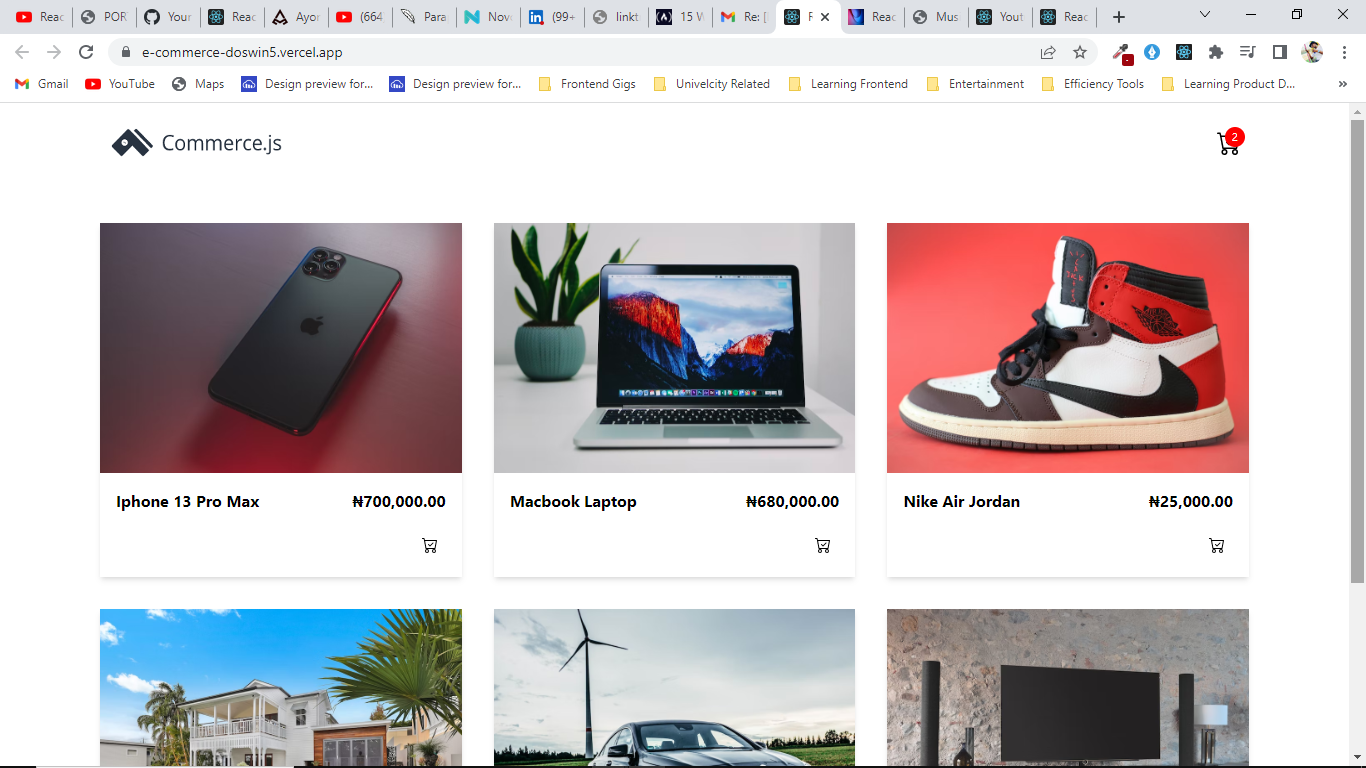 Reac
POR
Your
Reac
Ayor
(664
Para
Nov
(99+
linkt
15 W
Re: [
F
Reac
Mus
Yout
Reac
e-commerce-doswin5.vercel.app
Gmail
YouTube
Maps
Design preview for...
Design preview for...
Frontend Gigs
Univelcity Related
Learning Frontend
Entertainment
Efficiency Tools
Learning Product D...
»
Commerce.js
2
Iphone 13 Pro Max ₦700,000.00
Macbook Laptop ₦680,000.00
Nike Air Jordan ₦25,000.00